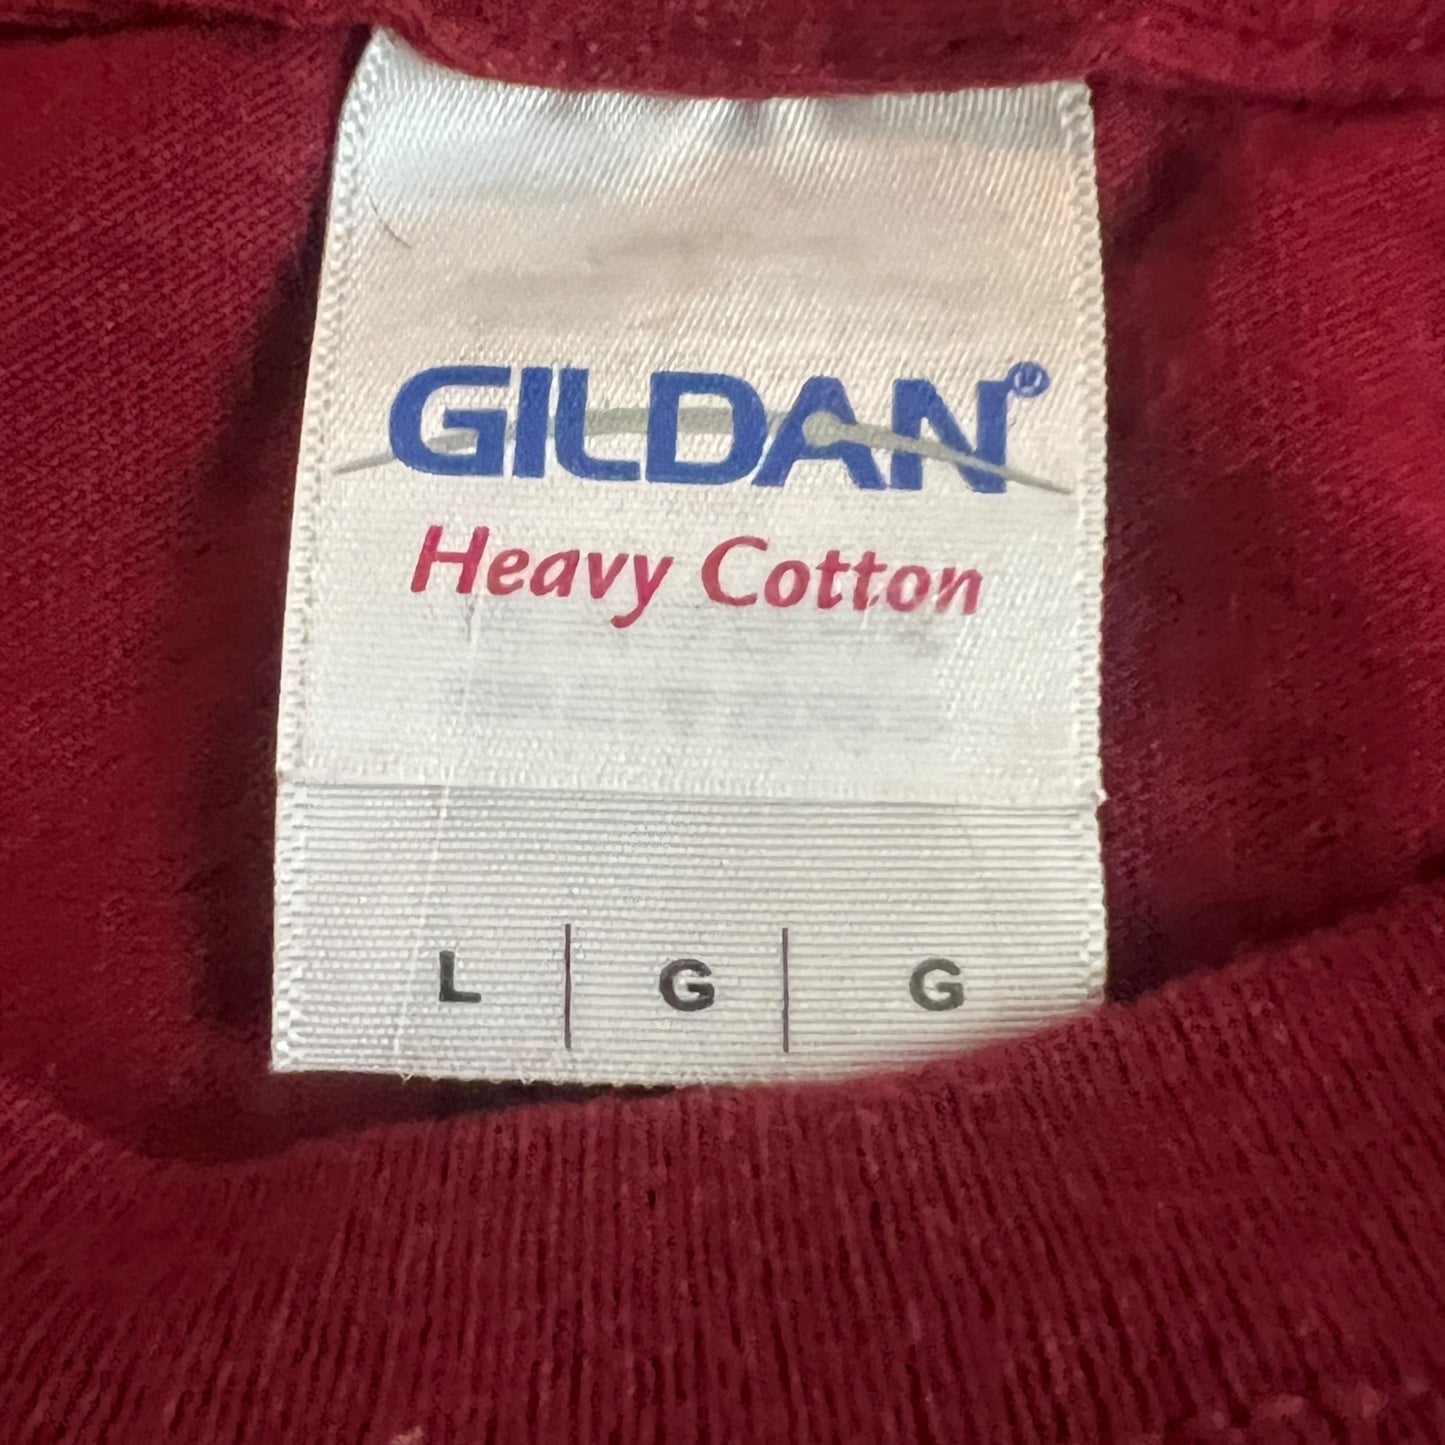 GILDAN®
Heavy Cotton
L | G | G